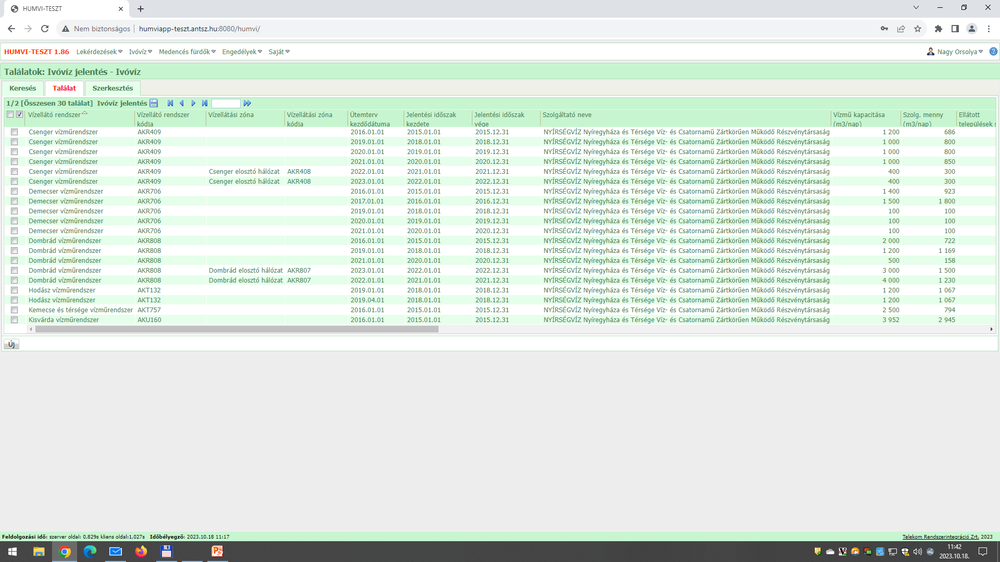 HUMVI-TESZT
Nem biztonságos humviapp-teszt.antsz.hu:8080/humvi/
HUMVI-TESZT 1.86 Lekérdezések Ivóvíz Medencés fürdők Engedélyek Saját Nagy Orsolya
Találatok: Ivóvíz jelentés - Ivóvíz
Keresés Találat Szerkesztés
1/2 [Összesen 30 találat] Ivóvíz jelentés
Vízellátó rendszer Vízellátó rendszer kódja Vízellátási zóna Vízellátási zóna kódja Ütemterv kezdődátuma Jelentési időszak kezdete Jelentési időszak vége Szolgáltató neve Vízmű kapacitása (m3/nap) Szolg. menny (m3/nap) Ellátott települések s
Csenger vízműrendszer AKR409 2016.01.01 2015.01.01 2015.12.31 NYÍRSÉGVÍZ Nyíregyháza és Térsége Víz- és Csatornamű Zártkörűen Működő Részvénytársaság 1 200 686
Csenger vízműrendszer AKR409 2019.01.01 2018.01.01 2018.12.31 NYÍRSÉGVÍZ Nyíregyháza és Térsége Víz- és Csatornamű Zártkörűen Működő Részvénytársaság 1 000 800
Csenger vízműrendszer AKR409 2020.01.01 2019.01.01 2019.12.31 NYÍRSÉGVÍZ Nyíregyháza és Térsége Víz- és Csatornamű Zártkörűen Működő Részvénytársaság 1 000 800
Csenger vízműrendszer AKR409 2021.01.01 2020.01.01 2020.12.31 NYÍRSÉGVÍZ Nyíregyháza és Térsége Víz- és Csatornamű Zártkörűen Működő Részvénytársaság 1 000 850
Csenger vízműrendszer AKR409 Csenger elosztó hálózat AKR408 2022.01.01 2021.01.01 2021.12.31 NYÍRSÉGVÍZ Nyíregyháza és Térsége Víz- és Csatornamű Zártkörűen Működő Részvénytársaság 400 300
Csenger vízműrendszer AKR409 Csenger elosztó hálózat AKR408 2023.01.01 2022.01.01 2022.12.31 NYÍRSÉGVÍZ Nyíregyháza és Térsége Víz- és Csatornamű Zártkörűen Működő Részvénytársaság 400 300
Demecser vízműrendszer AKR706 2016.01.01 2015.01.01 2015.12.31 NYÍRSÉGVÍZ Nyíregyháza és Térsége Víz- és Csatornamű Zártkörűen Működő Részvénytársaság 1 400 923
Demecser vízműrendszer AKR706 2017.01.01 2016.01.01 2016.12.31 NYÍRSÉGVÍZ Nyíregyháza és Térsége Víz- és Csatornamű Zártkörűen Működő Részvénytársaság 1 500 1 800
Demecser vízműrendszer AKR706 2019.01.01 2018.01.01 2018.12.31 NYÍRSÉGVÍZ Nyíregyháza és Térsége Víz- és Csatornamű Zártkörűen Működő Részvénytársaság 100 100
Demecser vízműrendszer AKR706 2020.01.01 2019.01.01 2019.12.31 NYÍRSÉGVÍZ Nyíregyháza és Térsége Víz- és Csatornamű Zártkörűen Működő Részvénytársaság 100 100
Demecser vízműrendszer AKR706 2021.01.01 2020.01.01 2020.12.31 NYÍRSÉGVÍZ Nyíregyháza és Térsége Víz- és Csatornamű Zártkörűen Működő Részvénytársaság 100 100
Dombrád vízműrendszer AKR808 2016.01.01 2015.01.01 2015.12.31 NYÍRSÉGVÍZ Nyíregyháza és Térsége Víz- és Csatornamű Zártkörűen Működő Részvénytársaság 2 000 722
Dombrád vízműrendszer AKR808 2019.01.01 2018.01.01 2018.12.31 NYÍRSÉGVÍZ Nyíregyháza és Térsége Víz- és Csatornamű Zártkörűen Működő Részvénytársaság 1 200 1 169
Dombrád vízműrendszer AKR808 2021.01.01 2020.01.01 2020.12.31 NYÍRSÉGVÍZ Nyíregyháza és Térsége Víz- és Csatornamű Zártkörűen Működő Részvénytársaság 500 158
Dombrád vízműrendszer AKR808 Dombrád elosztó hálózat AKR807 2023.01.01 2022.01.01 2022.12.31 NYÍRSÉGVÍZ Nyíregyháza és Térsége Víz- és Csatornamű Zártkörűen Működő Részvénytársaság 3 000 1 500
Dombrád vízműrendszer AKR808 Dombrád elosztó hálózat AKR807 2022.01.01 2021.01.01 2021.12.31 NYÍRSÉGVÍZ Nyíregyháza és Térsége Víz- és Csatornamű Zártkörűen Működő Részvénytársaság 4 000 1 230
Hodász vízműrendszer AKT132 2019.01.01 2018.01.01 2018.12.31 NYÍRSÉGVÍZ Nyíregyháza és Térsége Víz- és Csatornamű Zártkörűen Működő Részvénytársaság 1 200 1 067
Hodász vízműrendszer AKT132 2019.04.01 2018.01.01 2018.12.31 NYÍRSÉGVÍZ Nyíregyháza és Térsége Víz- és Csatornamű Zártkörűen Működő Részvénytársaság 1 200 1 067
Kemecse és térsége vízműrendszer AKT757 2016.01.01 2015.01.01 2015.12.31 NYÍRSÉGVÍZ Nyíregyháza és Térsége Víz- és Csatornamű Zártkörűen Működő Részvénytársaság 2 500 794
Kisvárda vízműrendszer AKU160 2016.01.01 2015.01.01 2015.12.31 NYÍRSÉGVÍZ Nyíregyháza és Térsége Víz- és Csatornamű Zártkörűen Működő Részvénytársaság 3 952 2 945
Új
Feldolgozási idő: szerver oldal: 0,829s kliens oldal:1,027s Időbélyegző: 2023.10.18 11:17 Telekom Rendszerintegráció Zrt. 2023
11:42
2023.10.18.